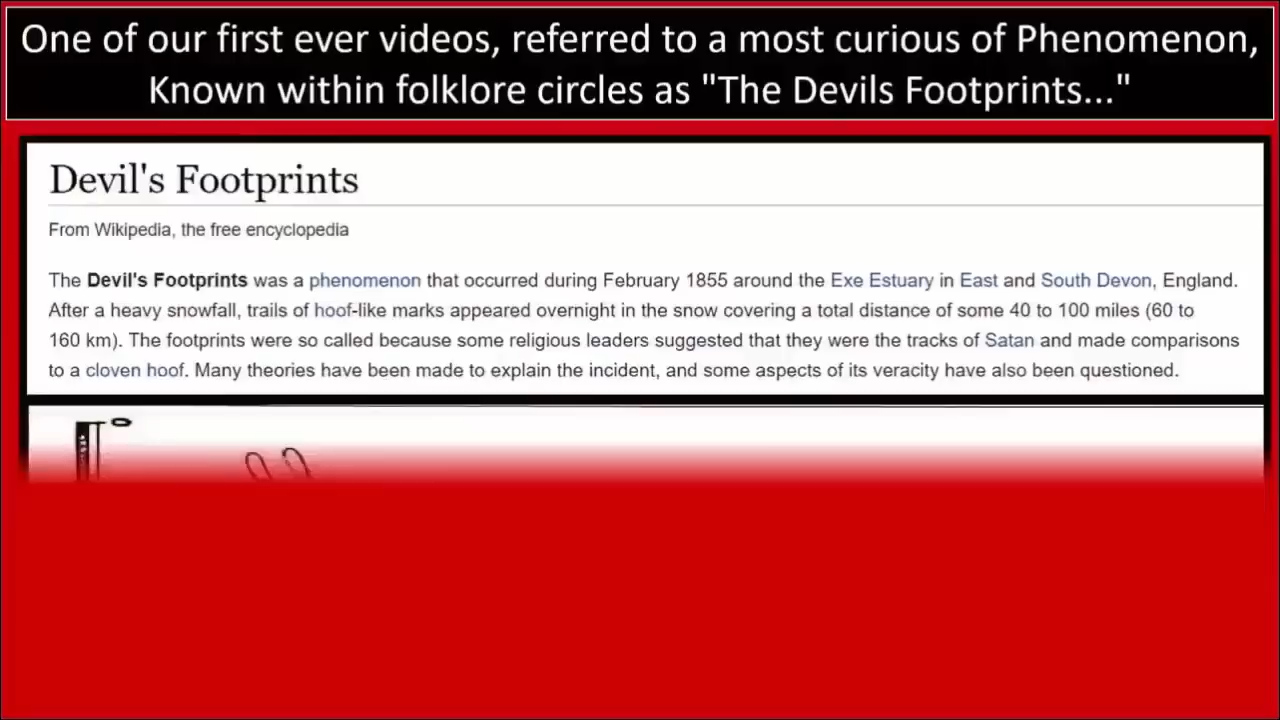 One of our first ever videos, referred to a most curious of Phenomenon,
Known within folklore circles as "The Devils Footprints..."
Devil's Footprints
From Wikipedia, the free encyclopedia
The Devil's Footprints was a phenomenon that occurred during February 1855 around the Exe Estuary in East and South Devon, England.
After a heavy snowfall, trails of hoof-like marks appeared overnight in the snow covering a total distance of some 40 to 100 miles (60 to
160 km). The footprints were so called because some religious leaders suggested that they were the tracks of Satan and made comparisons
to a cloven hoof. Many theories have been made to explain the incident, and some aspects of its veracity have also been questioned.